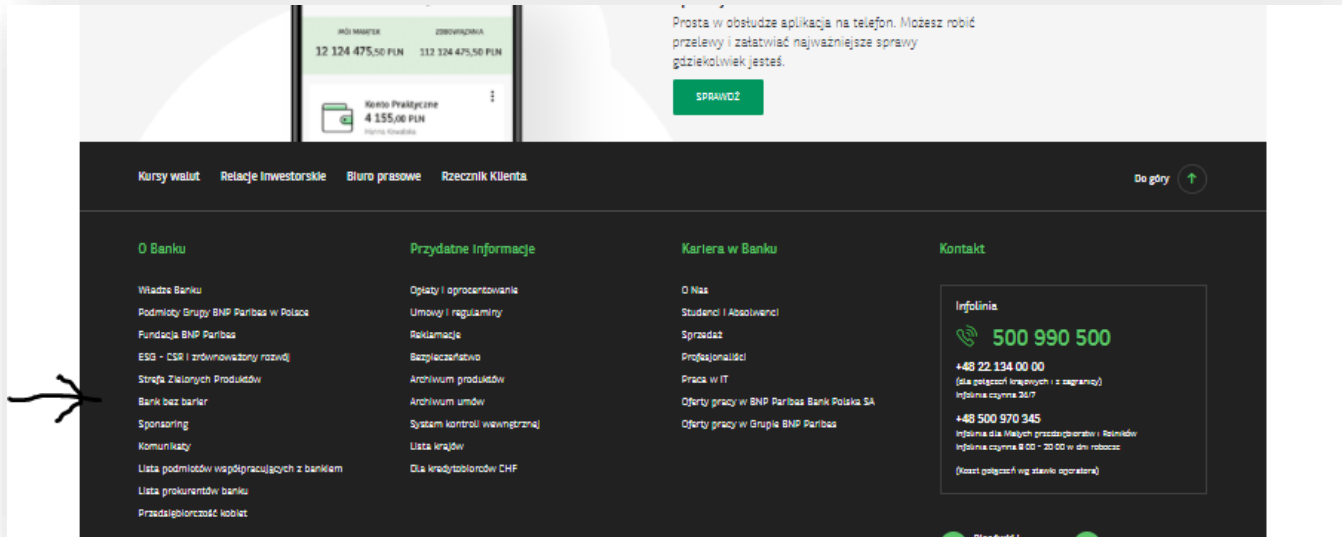 Prosta w obsłudze aplikacja na telefon. Możesz robić
przelewy i załatwiać najważniejsze sprawy
gdziekolwiek jesteś.
SPRAWDŹ
MÓJ MAJĄTEK
ZOBOWIĄZANIA
12 124 475,50 PLN
112 124 475,50 PLN
Konto Praktyczne
4 155,00 PLN
Hanna Kowalska
Kursy walut
Relacje Inwestorskie
Biuro prasowe
Rzecznik Klienta
Do góry
O Banku
Władze Banku
Podmioty Grupy BNP Paribas w Polsce
Fundacja BNP Paribas
ESG - CSR i zrównoważony rozwój
Strefa Zielonych Produktów
Bank bez barier
Sponsoring
Komunikaty
Lista podmiotów współpracujących z bankiem
Lista prokurentów banku
Przedsiębiorczość kobiet
Przydatne informacje
Opłaty i oprocentowanie
Umowy i regulaminy
Reklamacje
Bezpieczeństwo
Archiwum produktów
Archiwum umów
System kontroli wewnętrznej
Lista krajów
Dla kredytobiorców CHF
Kariera w Banku
O Nas
Studenci i Absolwenci
Sprzedaż
Profesjonaliści
Praca w IT
Oferty pracy w BNP Paribas Bank Polska SA
Oferty pracy w Grupie BNP Paribas
Kontakt
Infolinia
500 990 500
+48 22 134 00 00
(dla połączeń krajowych i z zagranicy)
Infolinia czynna 24/7
+48 500 970 345
Infolinia dla Małych przedsiębiorstw i Rolników
Infolinia czynna 8:00 - 20:00 w dni robocze
(Koszt połączeń wg stawki operatora)